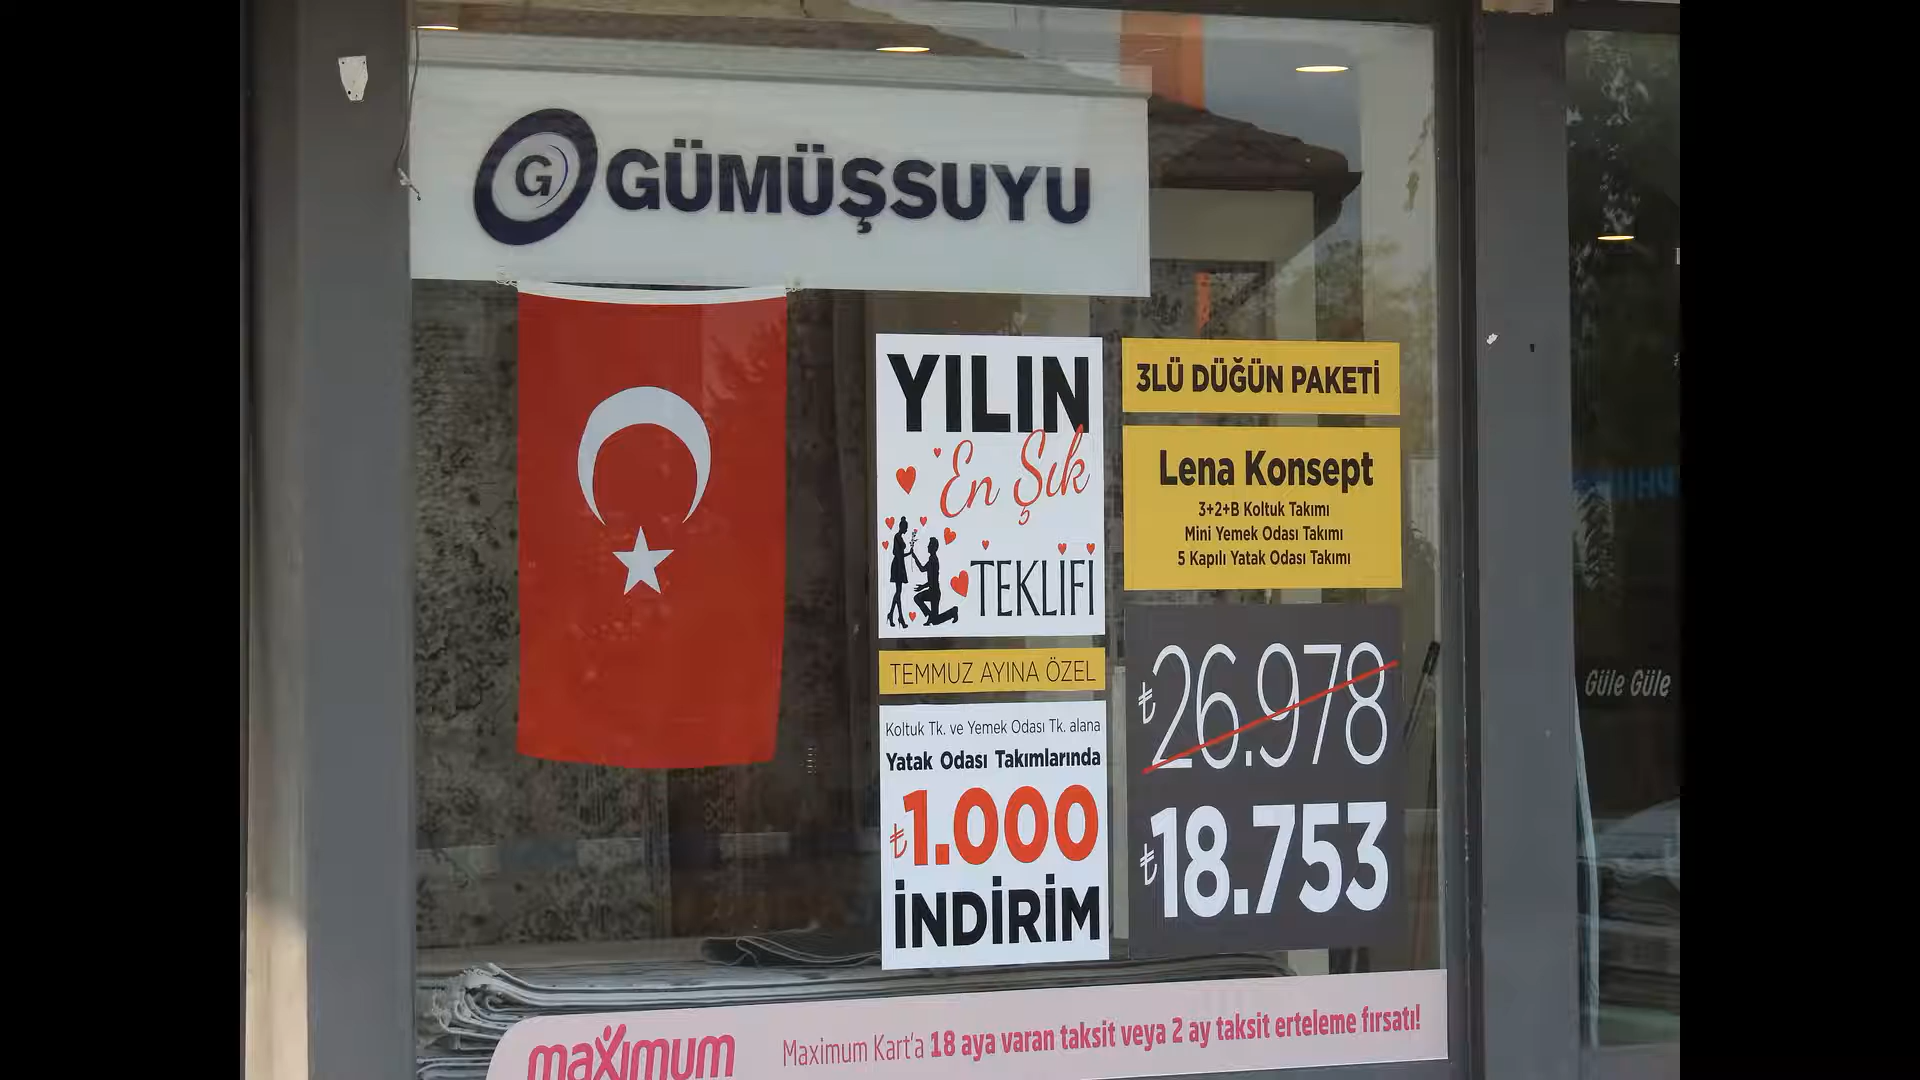 G GÜMÜŞSUYU
YILIN
En Şık
TEKLİFİ
TEMMUZ AYINA ÖZEL
Koltuk Tk. ve Yemek Odası Tk. alana
Yatak Odası Takımlarında
₺1.000
İNDİRİM
3LÜ DÜĞÜN PAKETİ
Lena Konsept
3+2+B Koltuk Takımı
Mini Yemek Odası Takımı
5 Kapılı Yatak Odası Takımı
₺26.978
₺18.753
Güle Güle
maximum
Maximum Kart'a 18 aya varan taksit veya 2 ay taksit erteleme fırsatı!